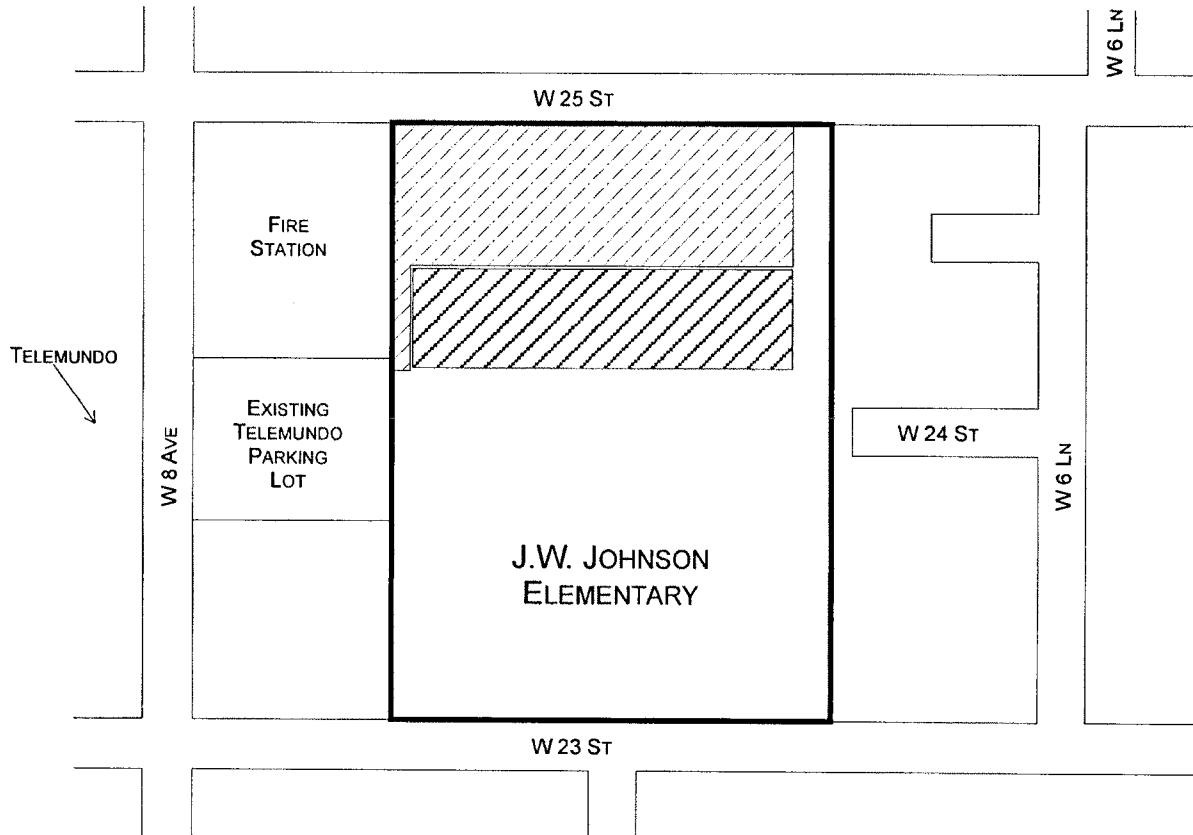 W 6 LN
W 25 ST
FIRE
STATION
TELEMUNDO
EXISTING
TELEMUNDO
PARKING
LOT
W 8 AVE
W 24 ST
W 6 LN
J.W. JOHNSON
ELEMENTARY
W 23 ST